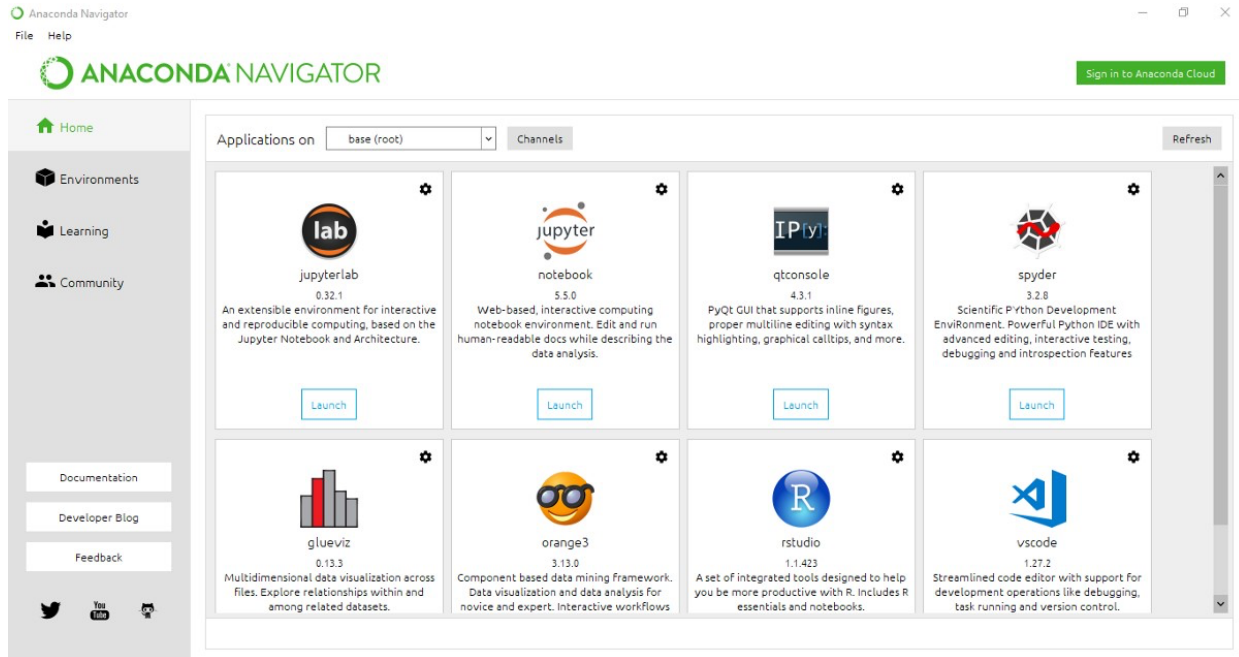 Anaconda Navigator
File Help
ANACONDA NAVIGATOR
Sign in to Anaconda Cloud
Home
Environments
Learning
Community
Documentation
Developer Blog
Feedback
You
Tube
Applications on base (root) Channels Refresh
lab
jupyterlab
0.32.1
An extensible environment for interactive
and reproducible computing, based on the
Jupyter Notebook and Architecture.
Launch
jupyter
notebook
5.5.0
Web-based, interactive computing
notebook environment. Edit and run
human-readable docs while describing the
data analysis.
Launch
IP[y]:
qtconsole
4.3.1
PyQt GUI that supports inline figures,
proper multiline editing with syntax
highlighting, graphical calltips, and more.
Launch
spyder
3.2.8
Scientific PYthon Development
EnviRonment. Powerful Python IDE with
advanced editing, interactive testing,
debugging and introspection features
Launch
glueviz
0.13.3
Multidimensional data visualization across
files. Explore relationships within and
among related datasets.
orange3
3.13.0
Component based data mining framework.
Data visualization and data analysis for
novice and expert. Interactive workflows
R
rstudio
1.1.423
A set of integrated tools designed to help
you be more productive with R. Includes R
essentials and notebooks.
vscode
1.27.2
Streamlined code editor with support for
development operations like debugging,
task running and version control.